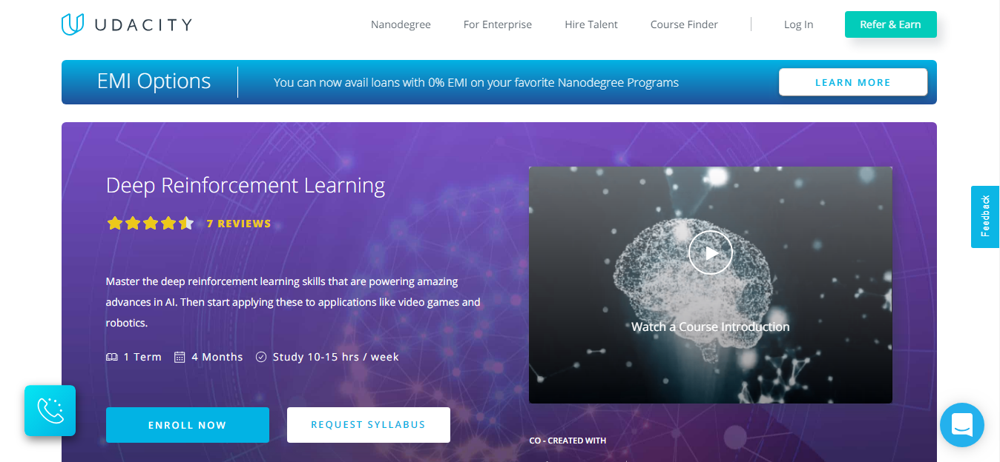 UDACITY
Nanodegree For Enterprise Hire Talent Course Finder Log In Refer & Earn
EMI Options You can now avail loans with 0% EMI on your favorite Nanodegree Programs LEARN MORE
Deep Reinforcement Learning
7 REVIEWS
Master the deep reinforcement learning skills that are powering amazing
advances in AI. Then start applying these to applications like video games and
robotics.
1 Term 4 Months Study 10-15 hrs / week
ENROLL NOW REQUEST SYLLABUS
Watch a Course Introduction
CO - CREATED WITH
Feedback